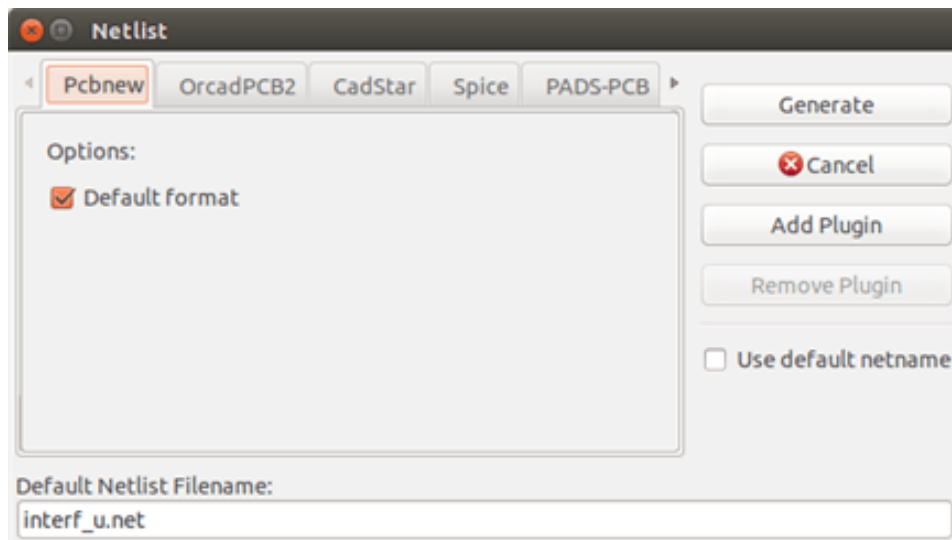 Netlist
Pcbnew OrcadPCB2 CadStar Spice PADS-PCB
Generate
Options:
Cancel
Default format
Add Plugin
Remove Plugin
Use default netname
Default Netlist Filename:
interf_u.net